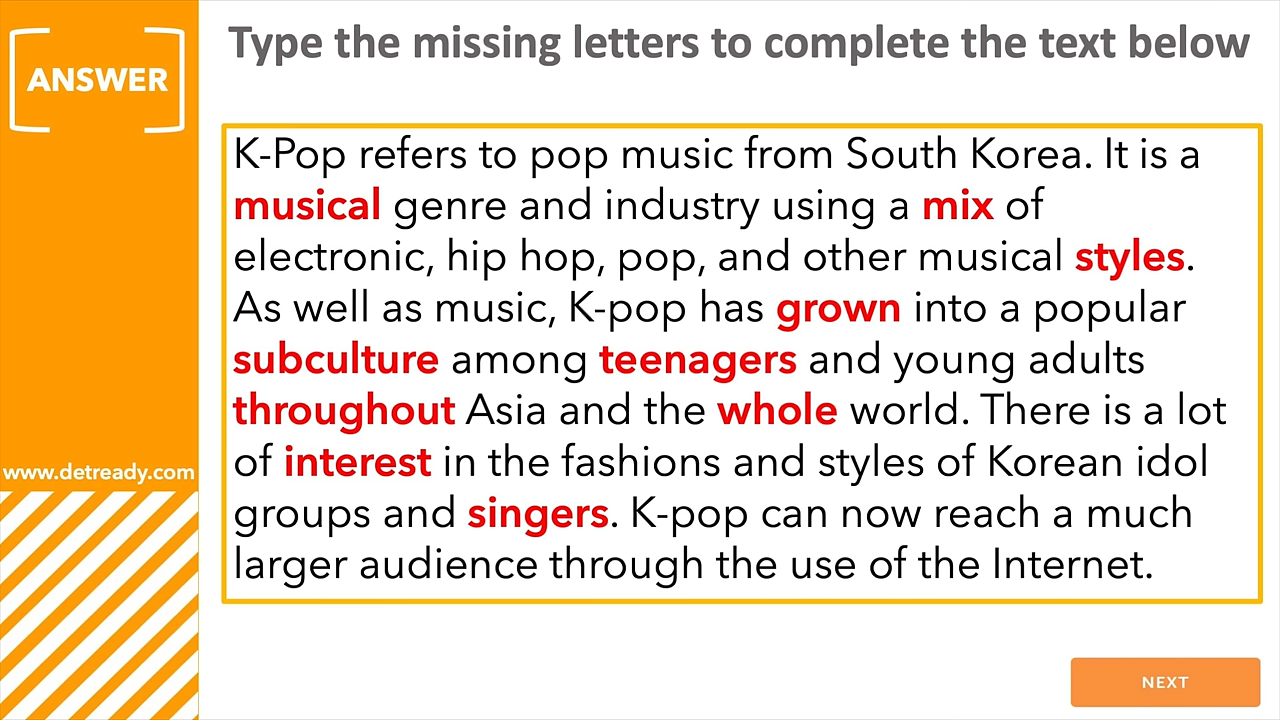 ANSWER
Type the missing letters to complete the text below
K-Pop refers to pop music from South Korea. It is a
musical genre and industry using a mix of
electronic, hip hop, pop, and other musical styles.
As well as music, K-pop has grown into a popular
subculture among teenagers and young adults
throughout Asia and the whole world. There is a lot
of interest in the fashions and styles of Korean idol
groups and singers. K-pop can now reach a much
larger audience through the use of the Internet.
www.detready.com
NEXT